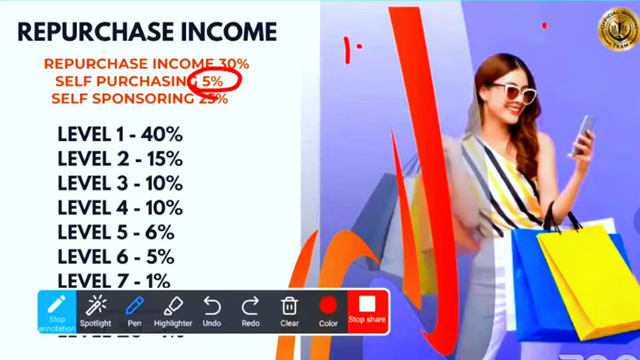 REPURCHASE INCOME
REPURCHASE INCOME 30%
SELF PURCHASING 5%
SELF SPONSORING 25%
LEVEL 1 - 40%
LEVEL 2 - 15%
LEVEL 3 - 10%
LEVEL 4 - 10%
LEVEL 5 - 6%
LEVEL 6 - 5%
LEVEL 7 - 1%
Stop annotation
Spotlight
Pen
Highlighter
Undo
Redo
Clear
Color
Stop share